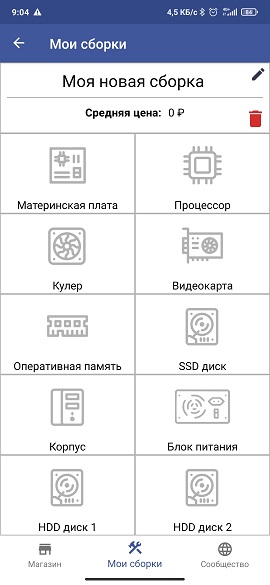 9:04 4,5 КБ/с 84
Мои сборки
Моя новая сборка
Средняя цена: 0 ₽
Материнская плата Процессор
Кулер Видеокарта
Оперативная память SSD диск
Корпус Блок питания
HDD диск 1 HDD диск 2
Магазин Мои сборки Сообщество